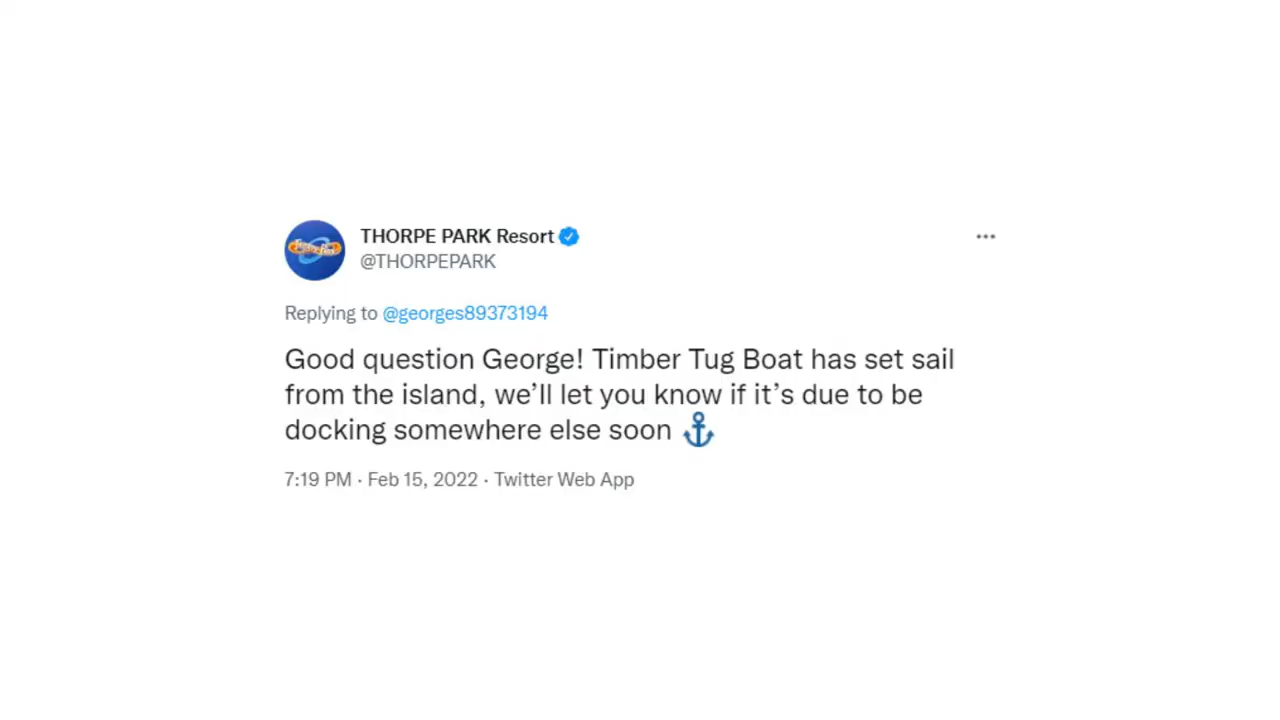 THORPE PARK Resort
@THORPEPARK
Replying to @georges89373194
Good question George! Timber Tug Boat has set sail
from the island, we’ll let you know if it’s due to be
docking somewhere else soon ⚓
7:19 PM · Feb 15, 2022 · Twitter Web App